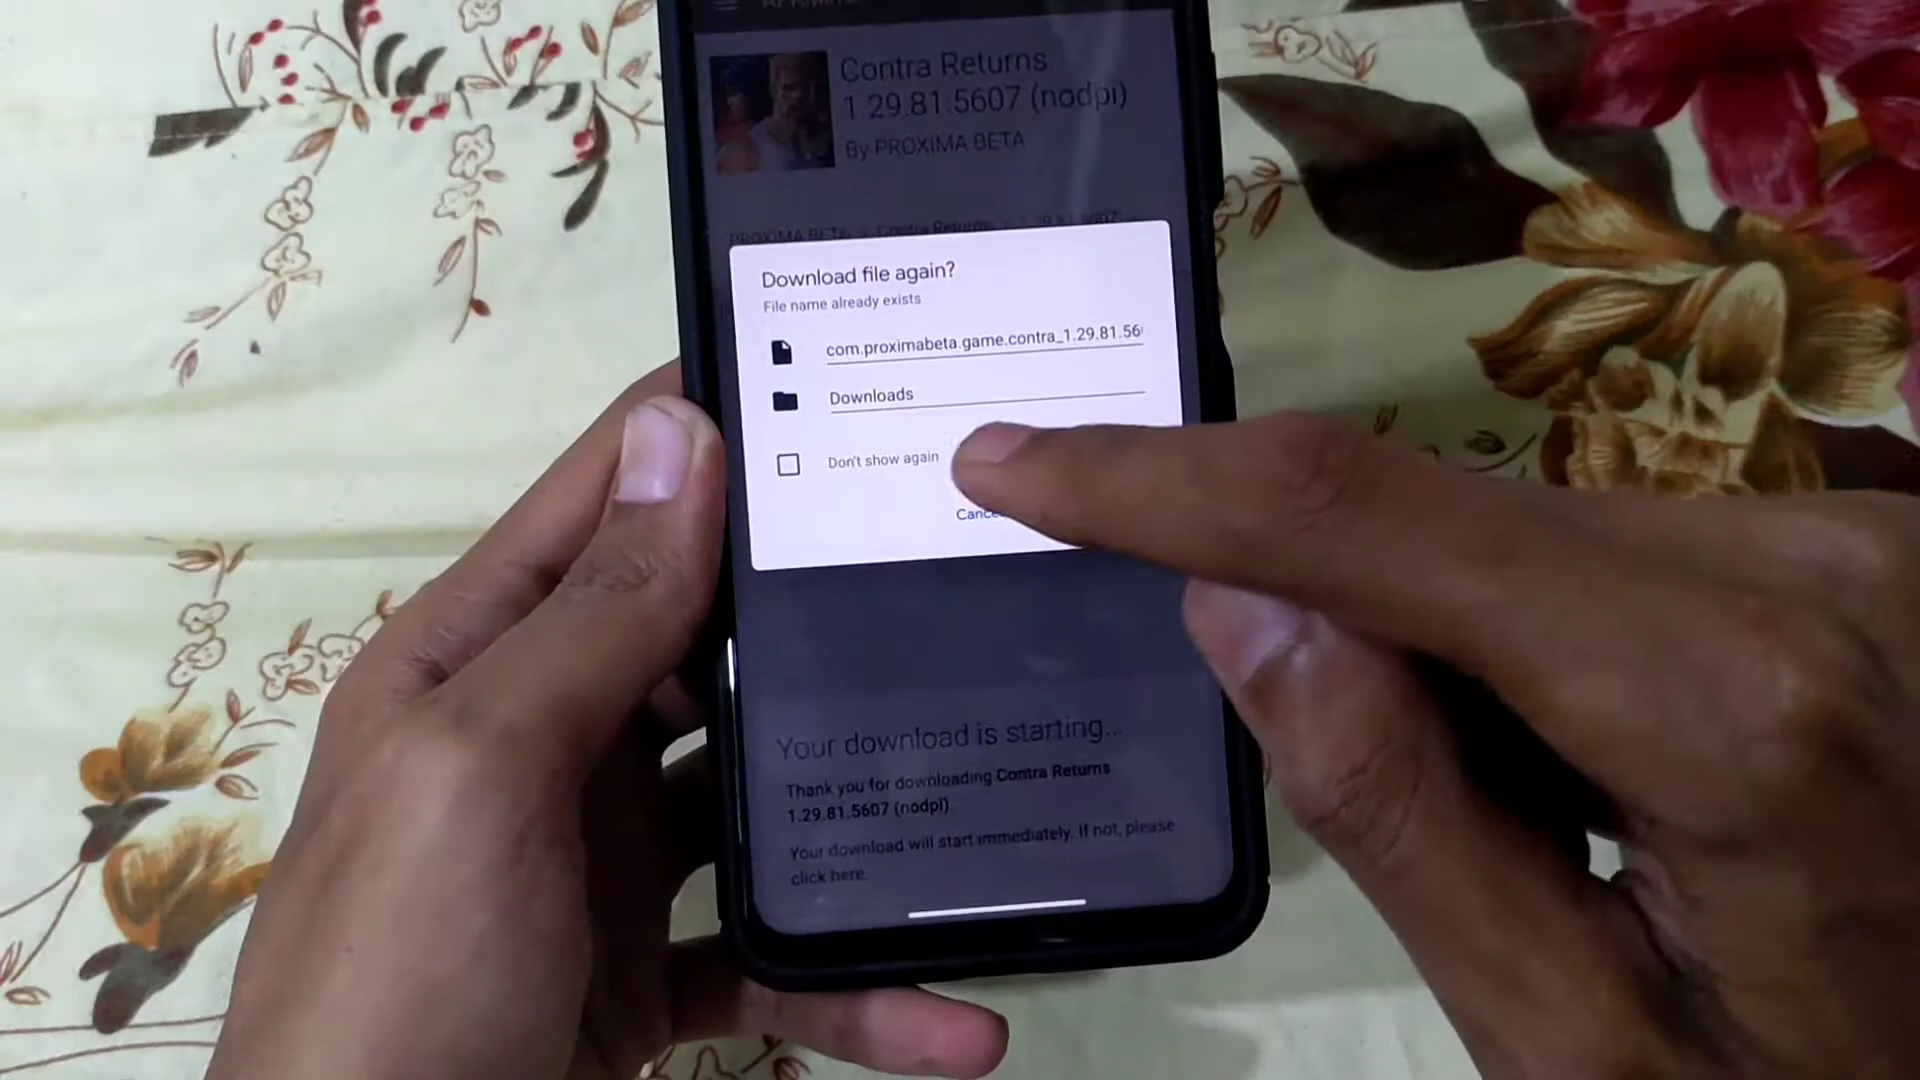 Contra Returns
1.29.81.5607 (nodpi)
By PROXIMA BETA
PROXIMA BETA Contra Returns 1.29.81.5607
Download file again?
File name already exists
com.proximabeta.game.contra_1.29.81.56
Downloads
Don't show again
Cance
Your download is starting...
Thank you for downloading Contra Returns
1.29.81.5607 (nodpi)
Your download will start immediately. If not, please
click here.